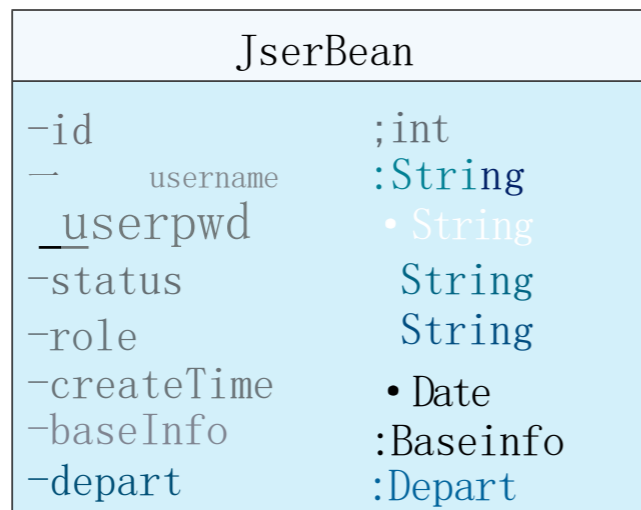 JserBean
-id ;int
一 username :String
_userpwd •String
-status String
-role String
-createTime •Date
-baseInfo :Baseinfo
-depart :Depart